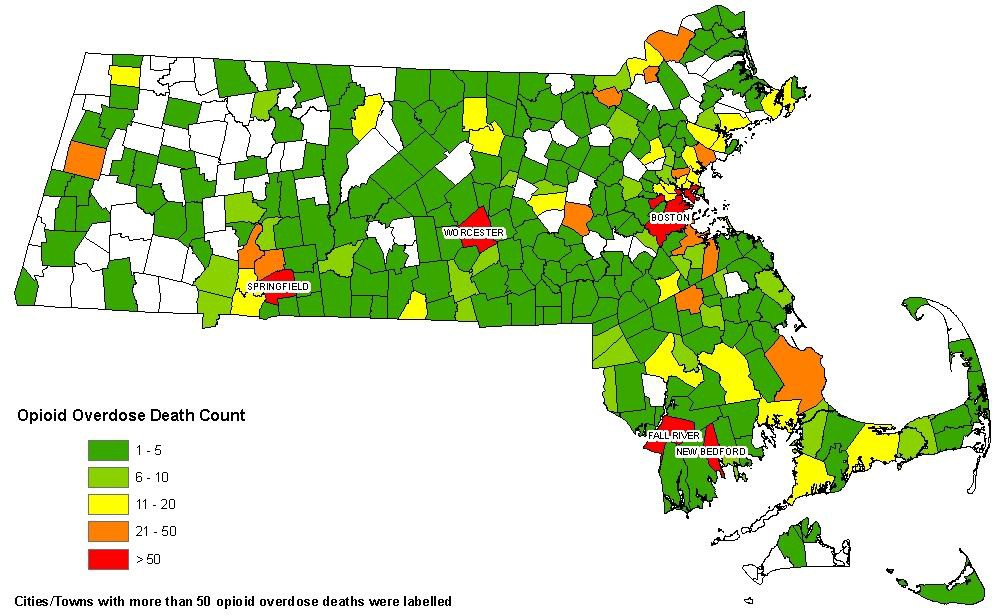 BOSTON
WORCESTER
SPRINGFIELD
Opioid Overdose Death Count
1 - 5
6 - 10
11 - 20
21 - 50
> 50
FALL RIVER
NEW BEDFORD
Cities/Towns with more than 50 opioid overdose deaths were labelled